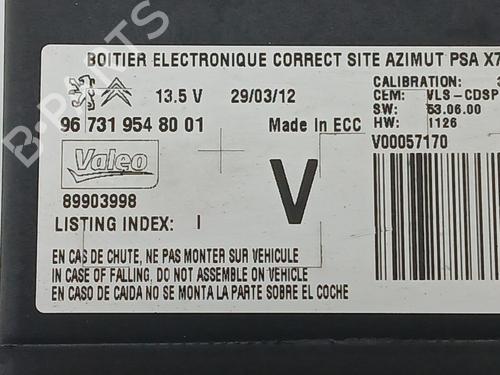 BOITIER ELECTRONIQUE CORRECT SITE AZIMUT PSA X7
13.5 V 29/03/12
CALIBRATION:
CEM: VLS-CDSP
SW: 53.06.00
HW: 1126
96 731 954 80 01 Made in ECC
V00057170
Valeo
89903998
V
LISTING INDEX: I
EN CAS DE CHUTE, NE PAS MONTER SUR VEHICULE
IN CASE OF FALLING, DO NOT ASSEMBLE ON VEHICLE
EN CASO DE CAIDA NO SE MONTA LA PARTE SOBRE EL COCHE
B-PARTS